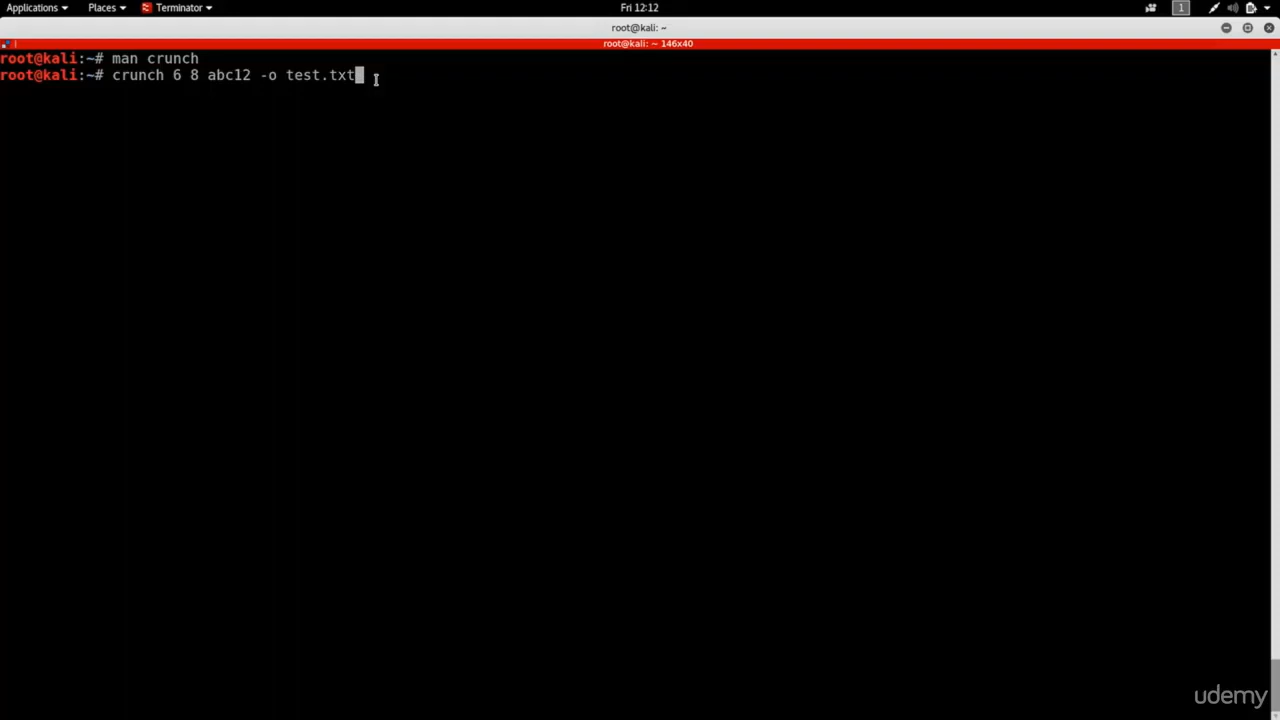 Applications Places Terminator Fri 12:12 1
root@kali: ~
root@kali: ~ 146x40
root@kali:~# man crunch
root@kali:~# crunch 6 8 abc12 -o test.txt
udemy